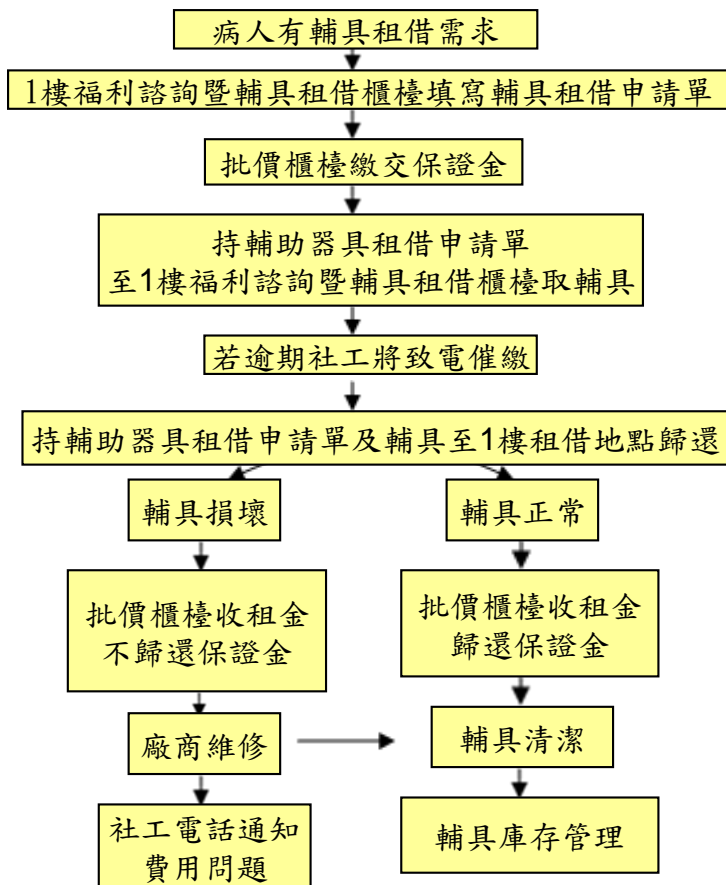 病人有輔具租借需求
1樓福利諮詢暨輔具租借櫃檯填寫輔具租借申請單
批價櫃檯繳交保證金
持輔助器具租借申請單
至1樓福利諮詢暨輔具租借櫃檯取輔具
若逾期社工將致電催繳
持輔助器具租借申請單及輔具至1樓租借地點歸還
輔具損壞
輔具正常
批價櫃檯收租金
不歸還保證金
批價櫃檯收租金
歸還保證金
廠商維修
輔具清潔
社工電話通知
費用問題
輔具庫存管理